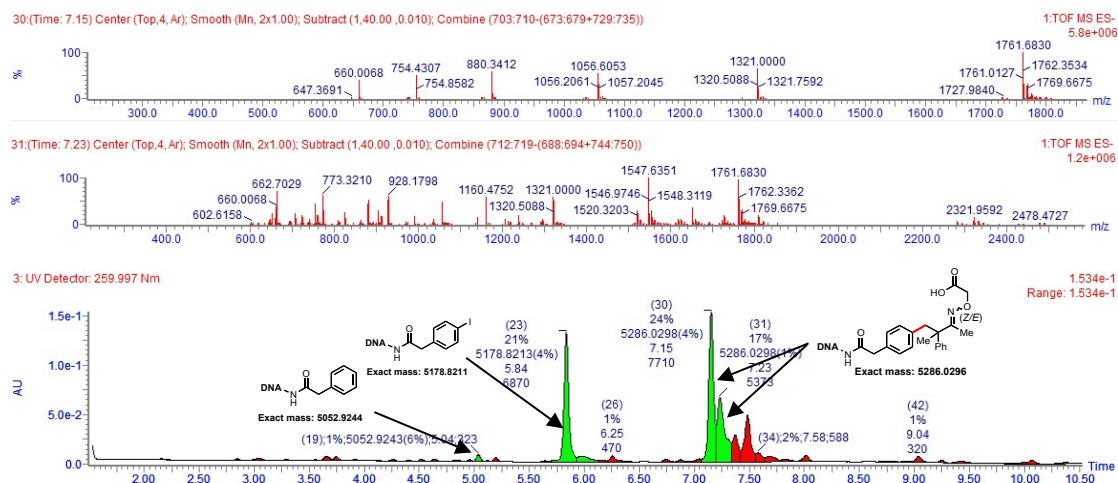 30:(Time: 7.15) Center (Top,4, Ar); Smooth (Mn, 2x1.00); Subtract (1,40.00 ,0.010); Combine (703:710-(673:679+729:735))
1:TOF MS ES-
5.8e+006
100
%
0
647.3691
660.0068
754.4307
754.8582
880.3412
1056.6053
1056.2061
1057.2045
1321.0000
1320.5088
1321.7592
1761.6830
1762.3534
1761.0127
1769.6675
1727.9840
300.0 400.0 500.0 600.0 700.0 800.0 900.0 1000.0 1100.0 1200.0 1300.0 1400.0 1500.0 1600.0 1700.0 1800.0
m/z
31:(Time: 7.23) Center (Top,4, Ar); Smooth (Mn, 2x1.00); Subtract (1,40.00 ,0.010); Combine (712:719-(688:694+744:750))
1:TOF MS ES-
1.2e+006
100
%
0
602.6158
660.0068
662.7029
773.3210
928.1798
1160.4752
1321.0000
1320.5088
1547.6351
1546.9746
1548.3119
1520.3203
1761.6830
1762.3362
1769.6675
2321.9592
2478.4727
400.0 600.0 800.0 1000.0 1200.0 1400.0 1600.0 1800.0 2000.0 2200.0 2400.0
m/z
3: UV Detector: 259.997 Nm
1.534e-1
Range: 1.534e-1
AU
1.5e-1
1.0e-1
5.0e-2
0.0
DNA N H O
Exact mass: 5052.9244
DNA N H O I
Exact mass: 5178.8211
DNA N H O Me Ph Me N O (Z/E) HO O
Exact mass: 5286.0296
(19);1%;5052.9243(6%);5.04;323
(23)
21%
5178.8213(4%)
5.84
6870
(26)
1%
6.25
470
(30)
24%
5286.0298(4%)
7.15
7710
(31)
17%
5286.0298(1%)
7.23
5373
(34);2%;7.58;588
(42)
1%
9.04
320
2.00 2.50 3.00 3.50 4.00 4.50 5.00 5.50 6.00 6.50 7.00 7.50 8.00 8.50 9.00 9.50 10.00 10.50
Time